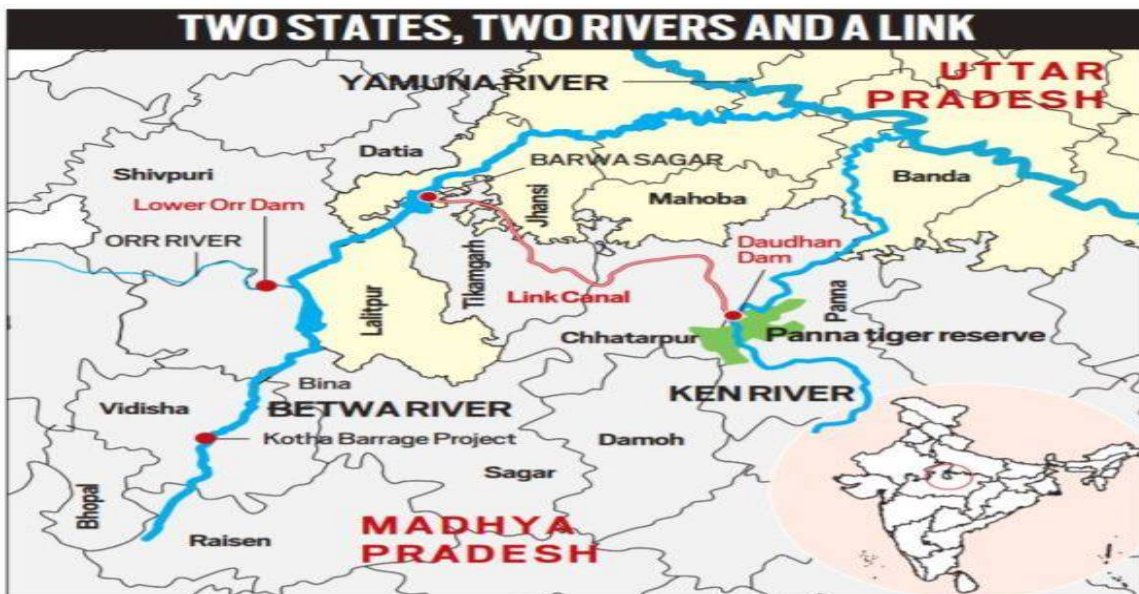 TWO STATES, TWO RIVERS AND A LINK
YAMUNA RIVER
UTTAR
PRADESH
Datia
BARWA SAGAR
Shivpuri
Lower Orr Dam
Jhansi
Mahoba
Banda
ORR RIVER
Daudhan
Dam
Tikamgarh
Lalitpur
Link Canal
Panna
Chhatarpur
Panna tiger reserve
Bina
KEN RIVER
Vidisha
BETWA RIVER
Kotha Barrage Project
Damoh
Sagar
Bhopal
Raisen
MADHYA
PRADESH